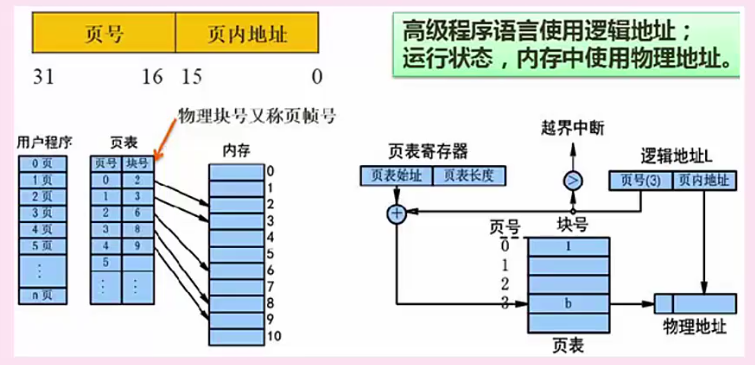 页号 页内地址
31 16 15 0
高级程序语言使用逻辑地址；
运行状态，内存中使用物理地址。
物理块号又称页帧号
用户程序
0 页
1 页
2 页
3 页
4 页
5 页
⋮
n页
页表
页号 块号
0 2
1 3
2 6
3 8
4 9
5
⋮ ⋮
内存
0
1
2
3
4
5
6
7
8
9
10
越界中断
页表寄存器
页表始址 页表长度
逻辑地址L
页号(3) 页内地址
>
+
页号 块号
0 1
1
2
3 b
页表
物理地址